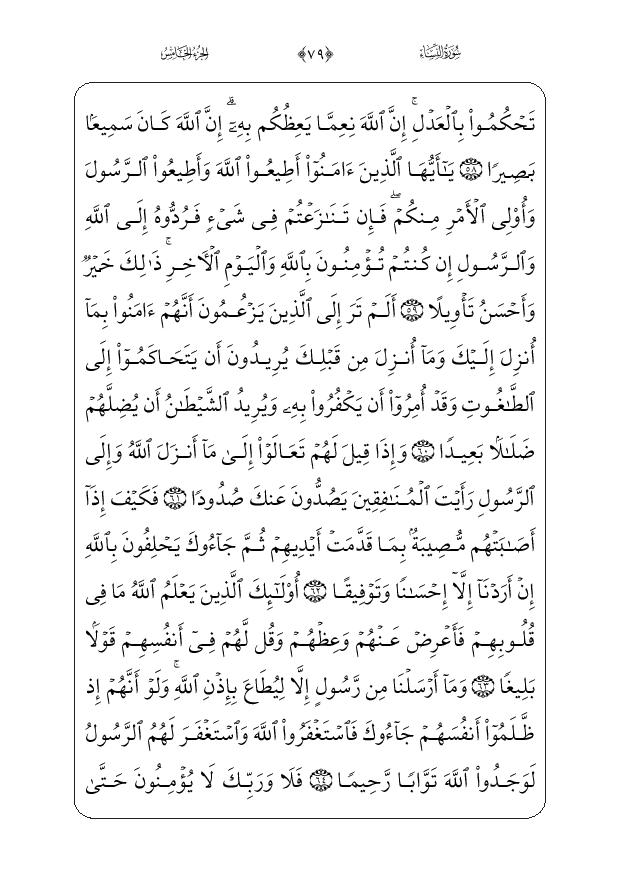 سُورَةُ النِّسَاء ﴿٧٩﴾ الجُزْءُ الخَامِسُ
تَحْكُمُوا۟ بِٱلْعَدْلِ ۚ إِنَّ ٱللَّهَ نِعِمَّا يَعِظُكُم بِهِۦٓ ۗ إِنَّ ٱللَّهَ كَانَ سَمِيعًۢا
بَصِيرًا ٥٨ يَٰٓأَيُّهَا ٱلَّذِينَ ءَامَنُوٓا۟ أَطِيعُوا۟ ٱللَّهَ وَأَطِيعُوا۟ ٱلرَّسُولَ
وَأُو۟لِى ٱلْأَمْرِ مِنكُمْ ۖ فَإِن تَنَٰزَعْتُمْ فِى شَىْءٍ فَرُدُّوهُ إِلَى ٱللَّهِ
وَٱلرَّسُولِ إِن كُنتُمْ تُؤْمِنُونَ بِٱللَّهِ وَٱلْيَوْمِ ٱلْءَاخِرِ ۚ ذَٰلِكَ خَيْرٌ
وَأَحْسَنُ تَأْوِيلًا ٥٩ أَلَمْ تَرَ إِلَى ٱلَّذِينَ يَزْعُمُونَ أَنَّهُمْ ءَامَنُوا۟ بِمَآ
أُنزِلَ إِلَيْكَ وَمَآ أُنزِلَ مِن قَبْلِكَ يُرِيدُونَ أَن يَتَحَاكَمُوٓا۟ إِلَى
ٱلطَّٰغُوتِ وَقَدْ أُمِرُوٓا۟ أَن يَكْفُرُوا۟ بِهِۦ وَيُرِيدُ ٱلشَّيْطَٰنُ أَن يُضِلَّهُمْ
ضَلَٰلًۢا بَعِيدًا ٦٠ وَإِذَا قِيلَ لَهُمْ تَعَالَوْا۟ إِلَىٰ مَآ أَنزَلَ ٱللَّهُ وَإِلَى
ٱلرَّسُولِ رَأَيْتَ ٱلْمُنَٰفِقِينَ يَصُدُّونَ عَنكَ صُدُودًا ٦١ فَكَيْفَ إِذَآ
أَصَٰبَتْهُم مُّصِيبَةٌۢ بِمَا قَدَّمَتْ أَيْدِيهِمْ ثُمَّ جَآءُوكَ يَحْلِفُونَ بِٱللَّهِ
إِنْ أَرَدْنَآ إِلَّآ إِحْسَٰنًا وَتَوْفِيقًا ٦٢ أُو۟لَٰٓئِكَ ٱلَّذِينَ يَعْلَمُ ٱللَّهُ مَا فِى
قُلُوبِهِمْ فَأَعْرِضْ عَنْهُمْ وَعِظْهُمْ وَقُل لَّهُمْ فِىٓ أَنفُسِهِمْ قَوْلًۢا
بَلِيغًا ٦٣ وَمَآ أَرْسَلْنَا مِن رَّسُولٍ إِلَّا لِيُطَاعَ بِإِذْنِ ٱللَّهِ ۚ وَلَوْ أَنَّهُمْ إِذ
ظَّلَمُوٓا۟ أَنفُسَهُمْ جَآءُوكَ فَٱسْتَغْفَرُوا۟ ٱللَّهَ وَٱسْتَغْفَرَ لَهُمُ ٱلرَّسُولُ
لَوَجَدُوا۟ ٱللَّهَ تَوَّابًا رَّحِيمًا ٦٤ فَلَا وَرَبِّكَ لَا يُؤْمِنُونَ حَتَّىٰ